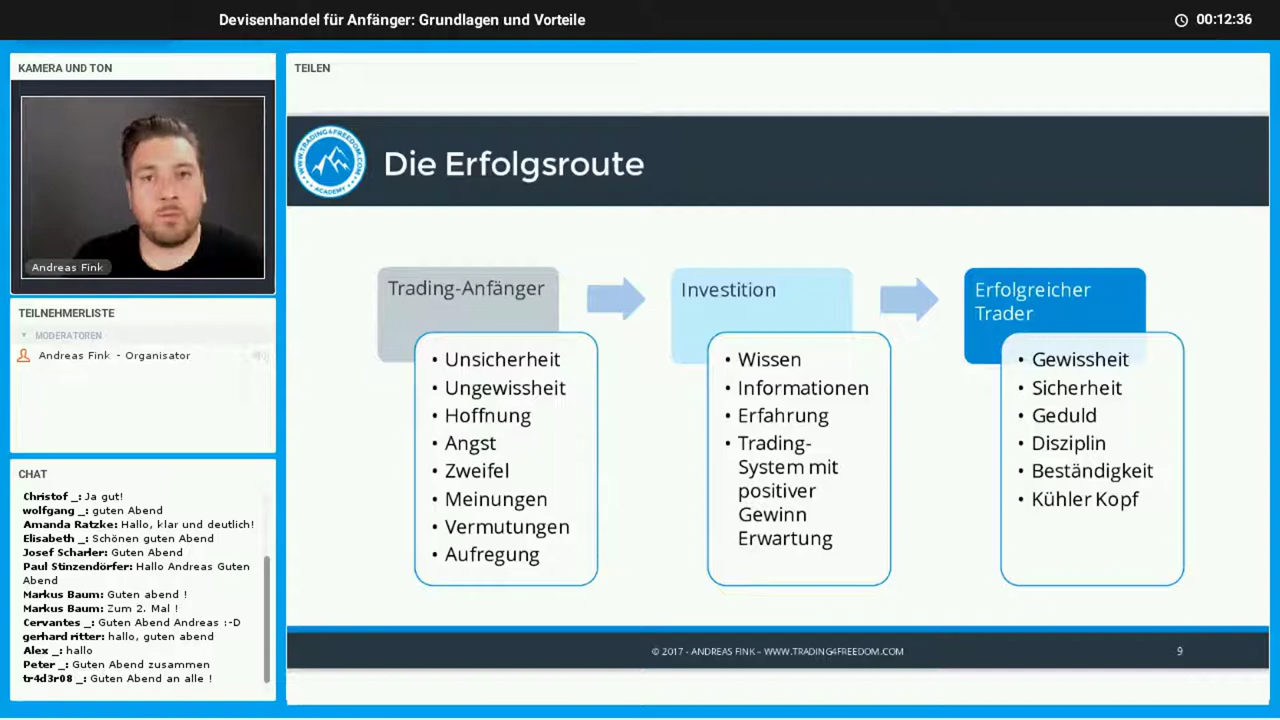 Devisenhandel für Anfänger: Grundlagen und Vorteile
00:12:36
KAMERA UND TON
Andreas Fink
TEILNEHMERLISTE
MODERATOREN
Andreas Fink - Organisator
CHAT
Christof _: Ja gut!
wolfgang _: guten Abend
Amanda Ratzke: Hallo, klar und deutlich!
Elisabeth _: Schönen guten Abend
Josef Scharler: Guten Abend
Paul Stinzendörfer: Hallo Andreas Guten
Abend
Markus Baum: Guten abend !
Markus Baum: Zum 2. Mal !
Cervantes _: Guten Abend Andreas :-D
gerhard ritter: hallo, guten abend
Alex _: hallo
Peter _: Guten Abend zusammen
tr4d3r08 _: Guten Abend an alle !
TEILEN
WWW.TRADING4FREEDOM.COM
ACADEMY
Die Erfolgsroute
Trading-Anfänger
• Unsicherheit
• Ungewissheit
• Hoffnung
• Angst
• Zweifel
• Meinungen
• Vermutungen
• Aufregung
Investition
• Wissen
• Informationen
• Erfahrung
• Trading-
System mit
positiver
Gewinn
Erwartung
Erfolgreicher
Trader
• Gewissheit
• Sicherheit
• Geduld
• Disziplin
• Beständigkeit
• Kühler Kopf
© 2017 - ANDREAS FINK – WWW.TRADING4FREEDOM.COM
9